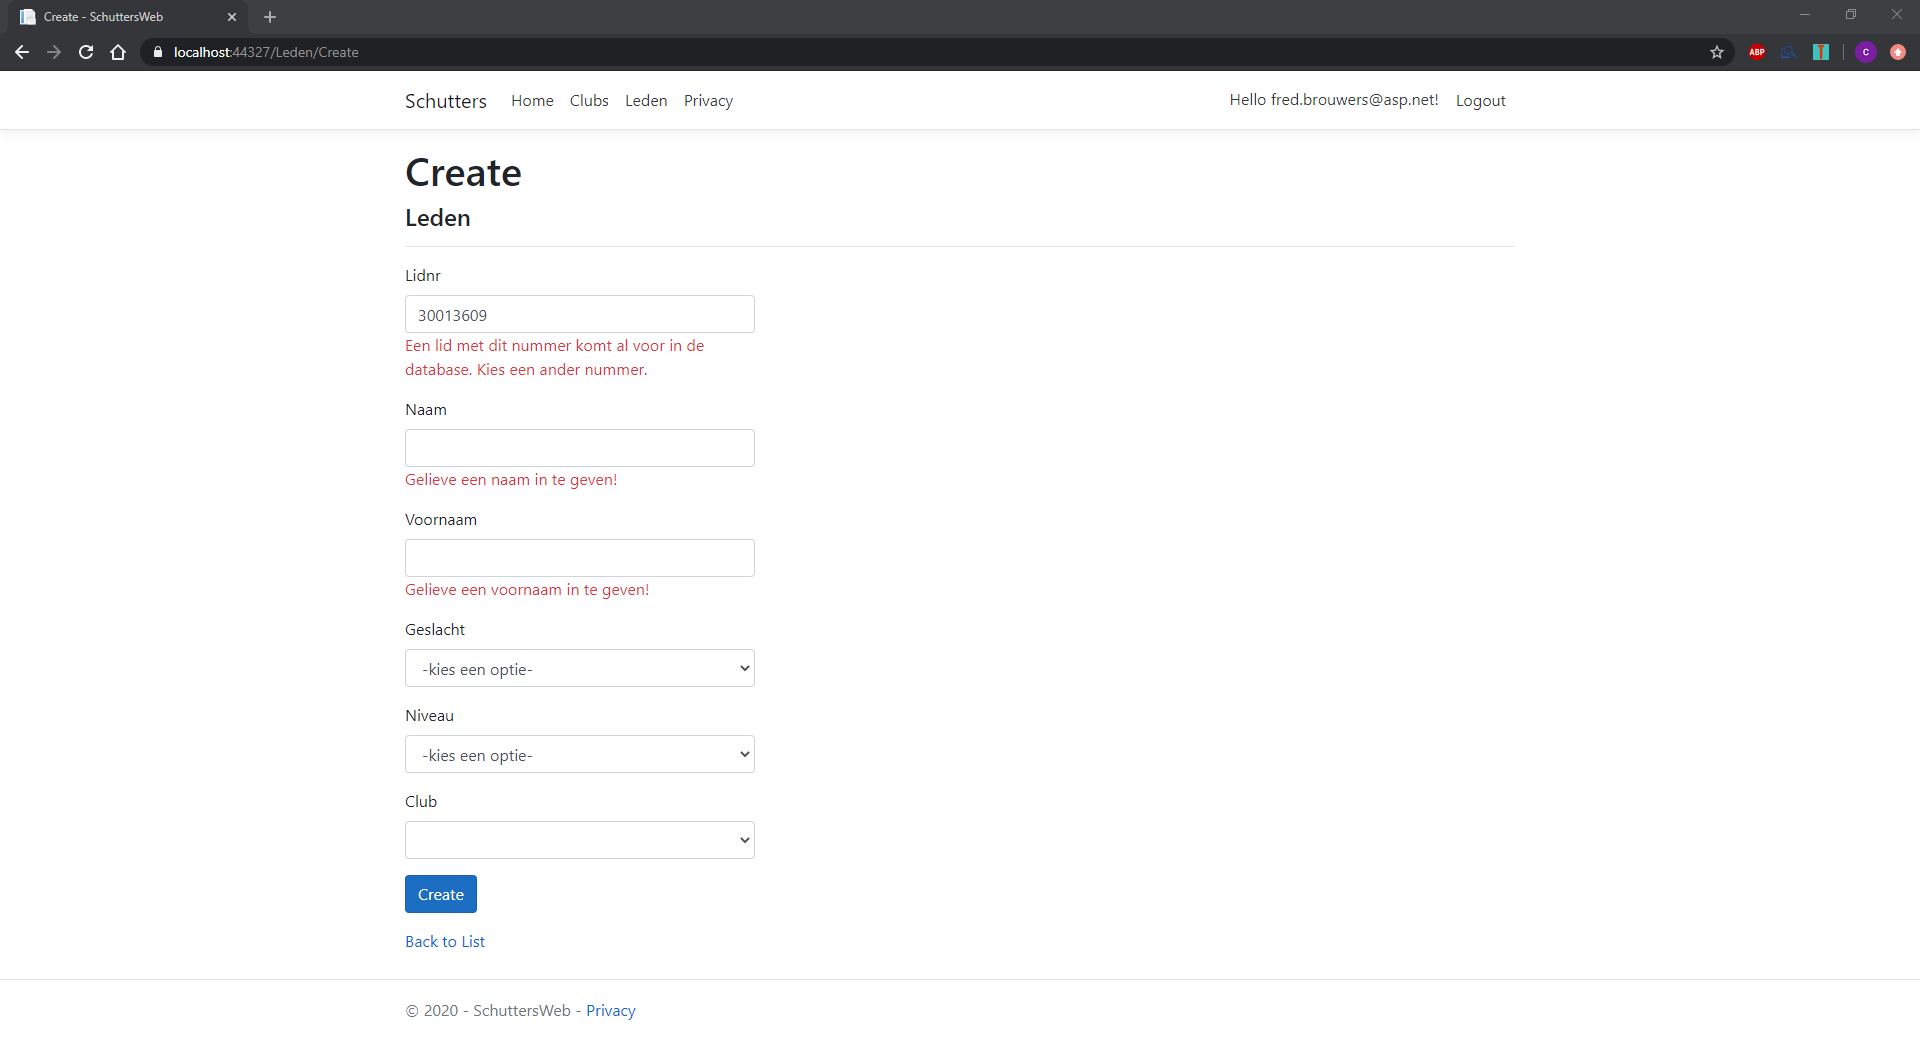 Create - SchuttersWeb
localhost:44327/Leden/Create
ABP
C
Schutters Home Clubs Leden Privacy Hello fred.brouwers@asp.net! Logout
Create
Leden
Lidnr
30013609
Een lid met dit nummer komt al voor in de
database. Kies een ander nummer.
Naam
Gelieve een naam in te geven!
Voornaam
Gelieve een voornaam in te geven!
Geslacht
-kies een optie-
Niveau
-kies een optie-
Club
Create
Back to List
© 2020 - SchuttersWeb - Privacy